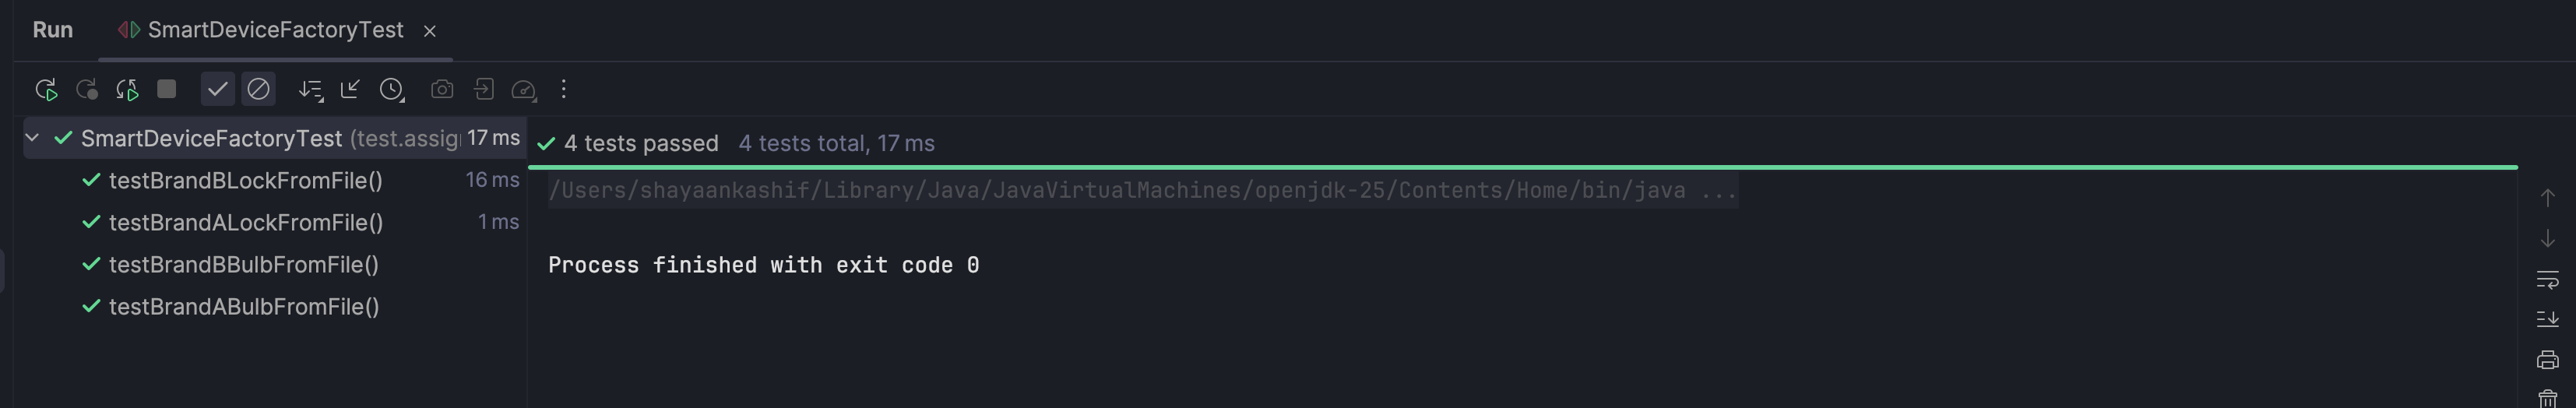 Run SmartDeviceFactoryTest
SmartDeviceFactoryTest (test.assig 17 ms
4 tests passed 4 tests total, 17 ms
testBrandBLockFromFile() 16 ms
testBrandALockFromFile() 1 ms
testBrandBBulbFromFile()
testBrandABulbFromFile()
/Users/shayaankashif/Library/Java/JavaVirtualMachines/openjdk-25/Contents/Home/bin/java ...
Process finished with exit code 0